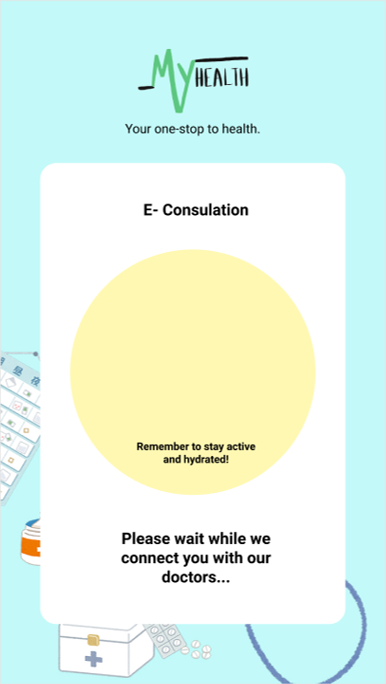 My HEALTH
Your one-stop to health.
E- Consulation
Remember to stay active
and hydrated!
Please wait while we
connect you with our
doctors...